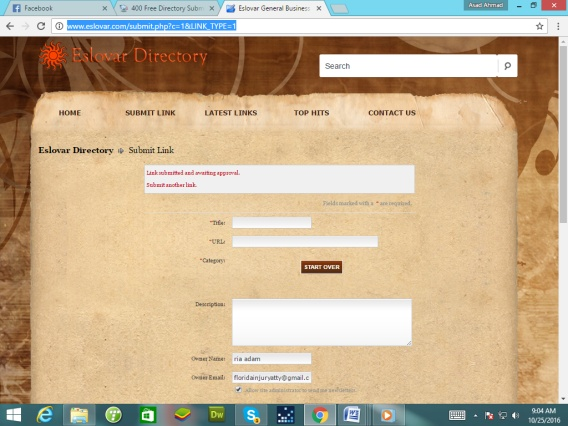 Asad Ahmad
Facebook
400 Free Directory Subm
Eslovar General Business
www.eslovar.com/submit.php?c=1&LINK_TYPE=1
Eslovar Directory
Search
HOME
SUBMIT LINK
LATEST LINKS
TOP HITS
CONTACT US
Eslovar Directory Submit Link
Link submitted and awaiting approval.
Submit another link.
Fields marked with a * are required.
*Title:
*URL:
*Category:
START OVER
Description:
Owner Name: ria adam
Owner Email: floridainjuryatty@gmail.c
Allow site administrator to send me newsletters.
Dw
9:04 AM
10/25/2016